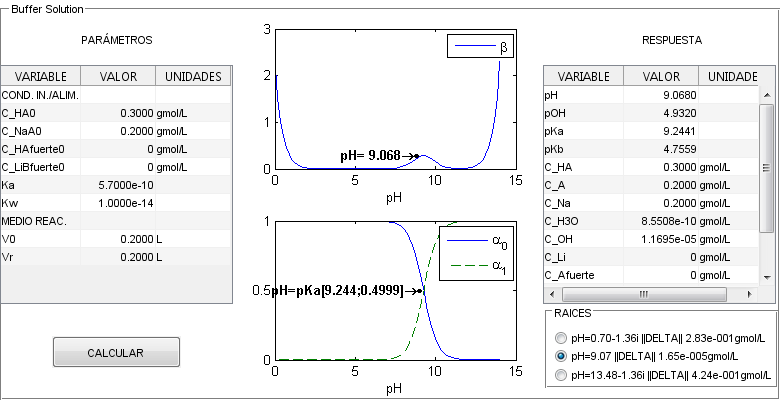 Buffer Solution
PARÁMETROS
VARIABLE VALOR UNIDADES
COND. IN./ALIM.
C_HA0 0.3000 gmol/L
C_NaA0 0.2000 gmol/L
C_HAfuerte0 0 gmol/L
C_LiBfuerte0 0 gmol/L
Ka 5.7000e-10
Kw 1.0000e-14
MEDIO REAC.
V0 0.2000 L
Vr 0.2000 L
CALCULAR
3
2
1
0
β
pH= 9.068
0 5 10 15
pH
1
0.5
0
α0
α1
pH=pKa[9.244;0.4999]
0 5 10 15
pH
RESPUESTA
VARIABLE VALOR UNIDADE
pH 9.0680
pOH 4.9320
pKa 9.2441
pKb 4.7559
C_HA 0.3000 gmol/L
C_A 0.2000 gmol/L
C_Na 0.2000 gmol/L
C_H3O 8.5508e-10 gmol/L
C_OH 1.1695e-05 gmol/L
C_Li 0 gmol/L
C_Afuerte 0 gmol/L
RAICES
pH=0.70-1.36i ||DELTA|| 2.83e-001gmol/L
pH=9.07 ||DELTA|| 1.65e-005gmol/L
pH=13.48-1.36i ||DELTA|| 4.24e-001gmol/L